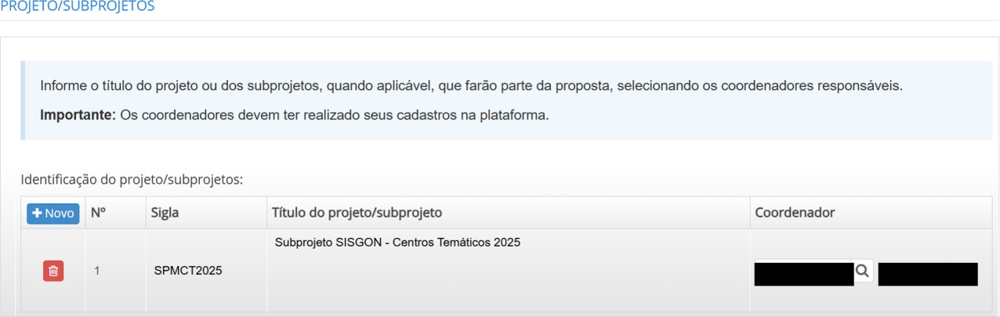 PROJETO/SUBPROJETOS
Informe o título do projeto ou dos subprojetos, quando aplicável, que farão parte da proposta, selecionando os coordenadores responsáveis.
Importante: Os coordenadores devem ter realizado seus cadastros na plataforma.
Identificação do projeto/subprojetos:
Novo Nº Sigla Título do projeto/subprojeto Coordenador
Subprojeto SISGON - Centros Temáticos 2025
1 SPMCT2025